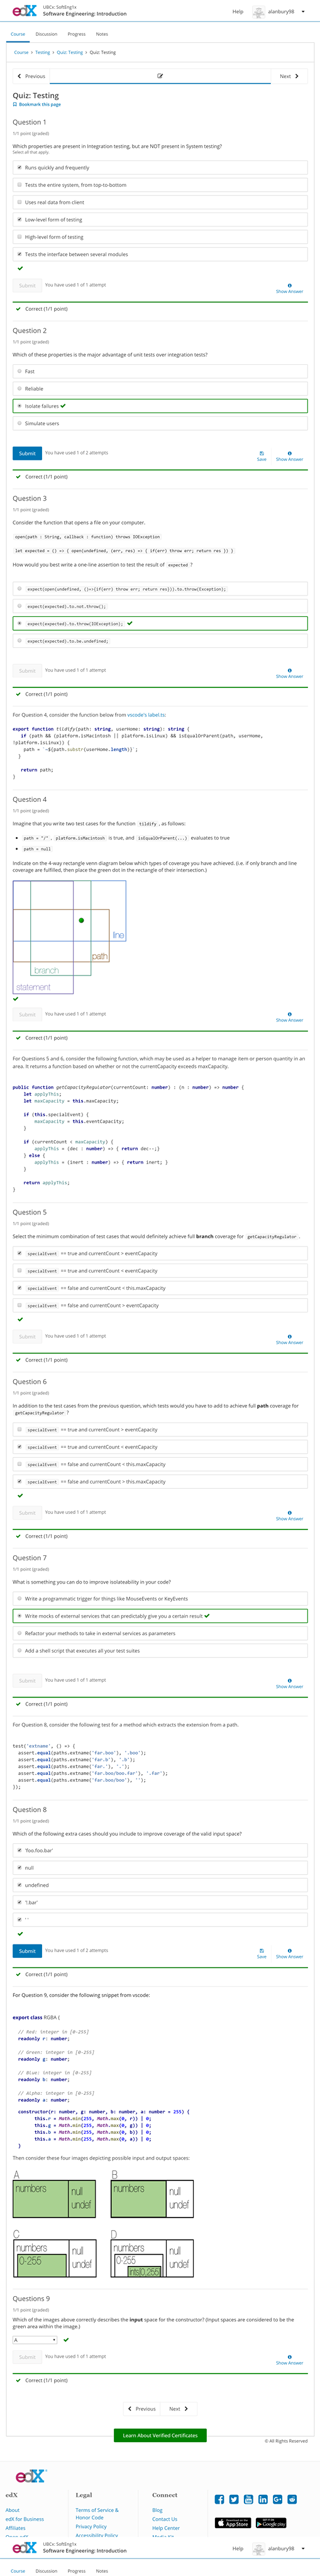 edX
UBCx: SoftEng1x
Software Engineering: Introduction
Help
alanbury98
Course Discussion Progress Notes
Course > Testing > Quiz: Testing > Quiz: Testing
Previous
Next
Quiz: Testing
Bookmark this page
Question 1
1/1 point (graded)
Which properties are present in Integration testing, but are NOT present in System testing?
Select all that apply.
Runs quickly and frequently
Tests the entire system, from top-to-bottom
Uses real data from client
Low-level form of testing
High-level form of testing
Tests the interface between several modules
Submit
You have used 1 of 1 attempt
Show Answer
Correct (1/1 point)
Question 2
1/1 point (graded)
Which of these properties is the major advantage of unit tests over integration tests?
Fast
Reliable
Isolate failures
Simulate users
Submit
You have used 1 of 2 attempts
Save
Show Answer
Correct (1/1 point)
Question 3
1/1 point (graded)
Consider the function that opens a file on your computer.
open(path : String, callback : function) throws IOException
let expected = () => { open(undefined, (err, res) => { if(err) throw err; return res }) }
How would you best write a one-line assertion to test the result of expected ?
expect(open(undefined, ()=>{if(err) throw err; return res})).to.throw(Exception);
expect(expected).to.not.throw();
expect(expected).to.throw(IOException);
expect(expected).to.be.undefined;
Submit
You have used 1 of 1 attempt
Show Answer
Correct (1/1 point)
For Question 4, consider the function below from vscode's label.ts:
export function tildify(path: string, userHome: string): string {
if (path && (platform.isMacintosh || platform.isLinux) && isEqualOrParent(path, userHome,
!platform.isLinux)) {
path = `~${path.substr(userHome.length)}`;
}
return path;
}
Question 4
1/1 point (graded)
Imagine that you write two test cases for the function tildify , as follows:
path = "/" , platform.isMacintosh is true, and isEqualOrParent(...) evaluates to true
path = null
Indicate on the 4-way rectangle venn diagram below which types of coverage you have achieved. (i.e. if only branch and line
coverage are fulfilled, then place the green dot in the rectangle of their intersection.)
line
path
branch
statement
Submit
You have used 1 of 1 attempt
Show Answer
Correct (1/1 point)
For Questions 5 and 6, consider the following function, which may be used as a helper to manage item or person quantity in an
area. It returns a function based on whether or not the currentCapacity exceeds maxCapacity.
public function getCapacityRegulator(currentCount: number) : (n : number) => number {
let applyThis;
let maxCapacity = this.maxCapacity;
if (this.specialEvent) {
maxCapacity = this.eventCapacity;
}
if (currentCount < maxCapacity) {
applyThis = (dec : number) => { return dec--;}
} else {
applyThis = (inert : number) => { return inert; }
}
return applyThis;
}
Question 5
1/1 point (graded)
Select the minimum combination of test cases that would definitely achieve full branch coverage for getCapacityRegulator .
specialEvent == true and currentCount > eventCapacity
specialEvent == true and currentCount < eventCapacity
specialEvent == false and currentCount < this.maxCapacity
specialEvent == false and currentCount > eventCapacity
Submit
You have used 1 of 1 attempt
Show Answer
Correct (1/1 point)
Question 6
1/1 point (graded)
In addition to the test cases from the previous question, which tests would you have to add to achieve full path coverage for
getCapacityRegulator ?
specialEvent == true and currentCount > eventCapacity
specialEvent == true and currentCount < eventCapacity
specialEvent == false and currentCount < this.maxCapacity
specialEvent == false and currentCount > this.maxCapacity
Submit
You have used 1 of 1 attempt
Show Answer
Correct (1/1 point)
Question 7
1/1 point (graded)
What is something you can do to improve isolateability in your code?
Write a programmatic trigger for things like MouseEvents or KeyEvents
Write mocks of external services that can predictably give you a certain result
Refactor your methods to take in external services as parameters
Add a shell script that executes all your test suites
Submit
You have used 1 of 1 attempt
Show Answer
Correct (1/1 point)
For Question 8, consider the following test for a method which extracts the extension from a path.
test('extname', () => {
assert.equal(paths.extname('far.boo'), '.boo');
assert.equal(paths.extname('far.b'), '.b');
assert.equal(paths.extname('far.'), '.');
assert.equal(paths.extname('far.boo/boo.far'), '.far');
assert.equal(paths.extname('far.boo/boo'), '');
});
Question 8
1/1 point (graded)
Which of the following extra cases should you include to improve coverage of the valid input space?
'foo.foo.bar'
null
undefined
'!.bar'
' '
Submit
You have used 1 of 2 attempts
Save
Show Answer
Correct (1/1 point)
For Question 9, consider the following snippet from vscode:
export class RGBA {
// Red: integer in [0-255]
readonly r: number;
// Green: integer in [0-255]
readonly g: number;
// Blue: integer in [0-255]
readonly b: number;
// Alpha: integer in [0-255]
readonly a: number;
constructor(r: number, g: number, b: number, a: number = 255) {
this.r = Math.min(255, Math.max(0, r)) | 0;
this.g = Math.min(255, Math.max(0, g)) | 0;
this.b = Math.min(255, Math.max(0, b)) | 0;
this.a = Math.min(255, Math.max(0, a)) | 0;
}
Then consider these four images depicting possible input and output spaces:
A
numbers
null
undef
B
numbers
null
undef
C
numbers
0-255
null
undef
D
numbers
0-255
ints[0-255]
null
undef
Questions 9
1/1 point (graded)
Which of the images above correctly describes the input space for the constructor? (Input spaces are considered to be the
green area within the image.)
A
Submit
You have used 1 of 1 attempt
Show Answer
Correct (1/1 point)
Previous
Next
Learn About Verified Certificates
© All Rights Reserved
edX
edX
About
edX for Business
Affiliates
Legal
Terms of Service &
Honor Code
Privacy Policy
Accessibility Policy
Connect
Blog
Contact Us
Help Center
Download on the
App Store
GET IT ON
Google Play
edX
UBCx: SoftEng1x
Software Engineering: Introduction
Help
alanbury98
Course Discussion Progress Notes